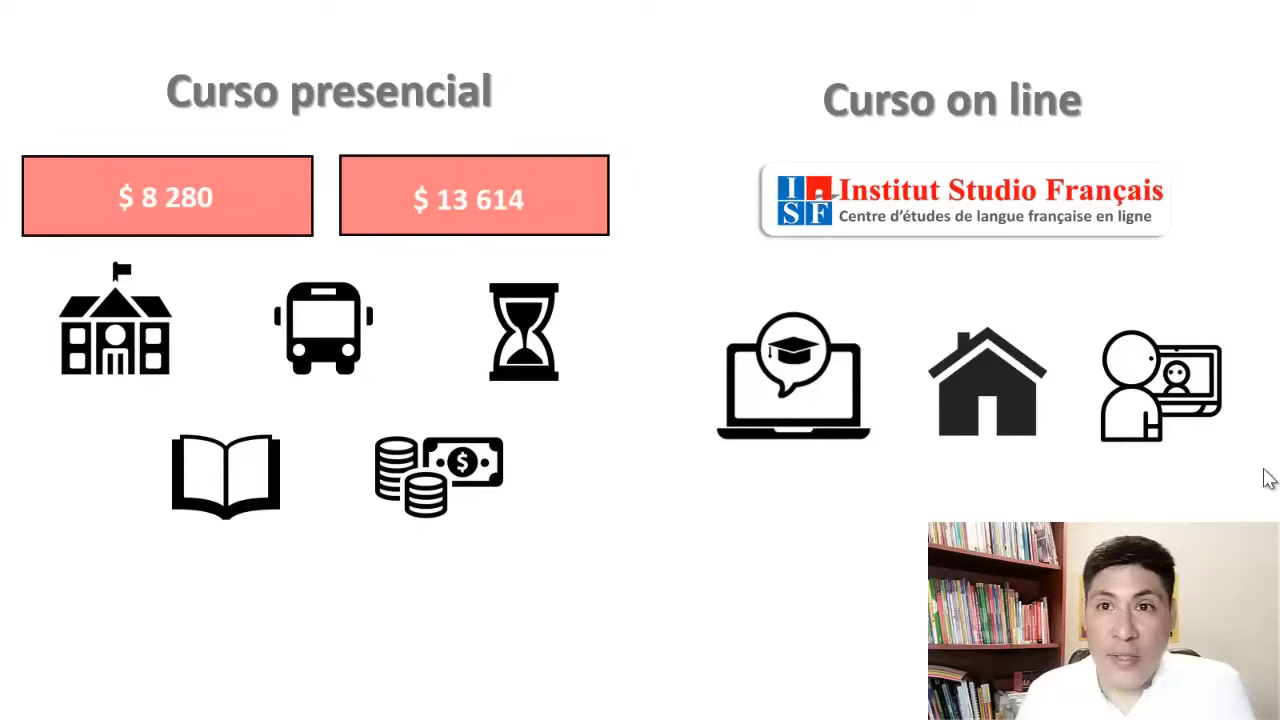 Curso presencial
$ 8 280
$ 13 614
Curso on line
I
SF
Institut Studio Français
Centre d'études de langue française en ligne
$